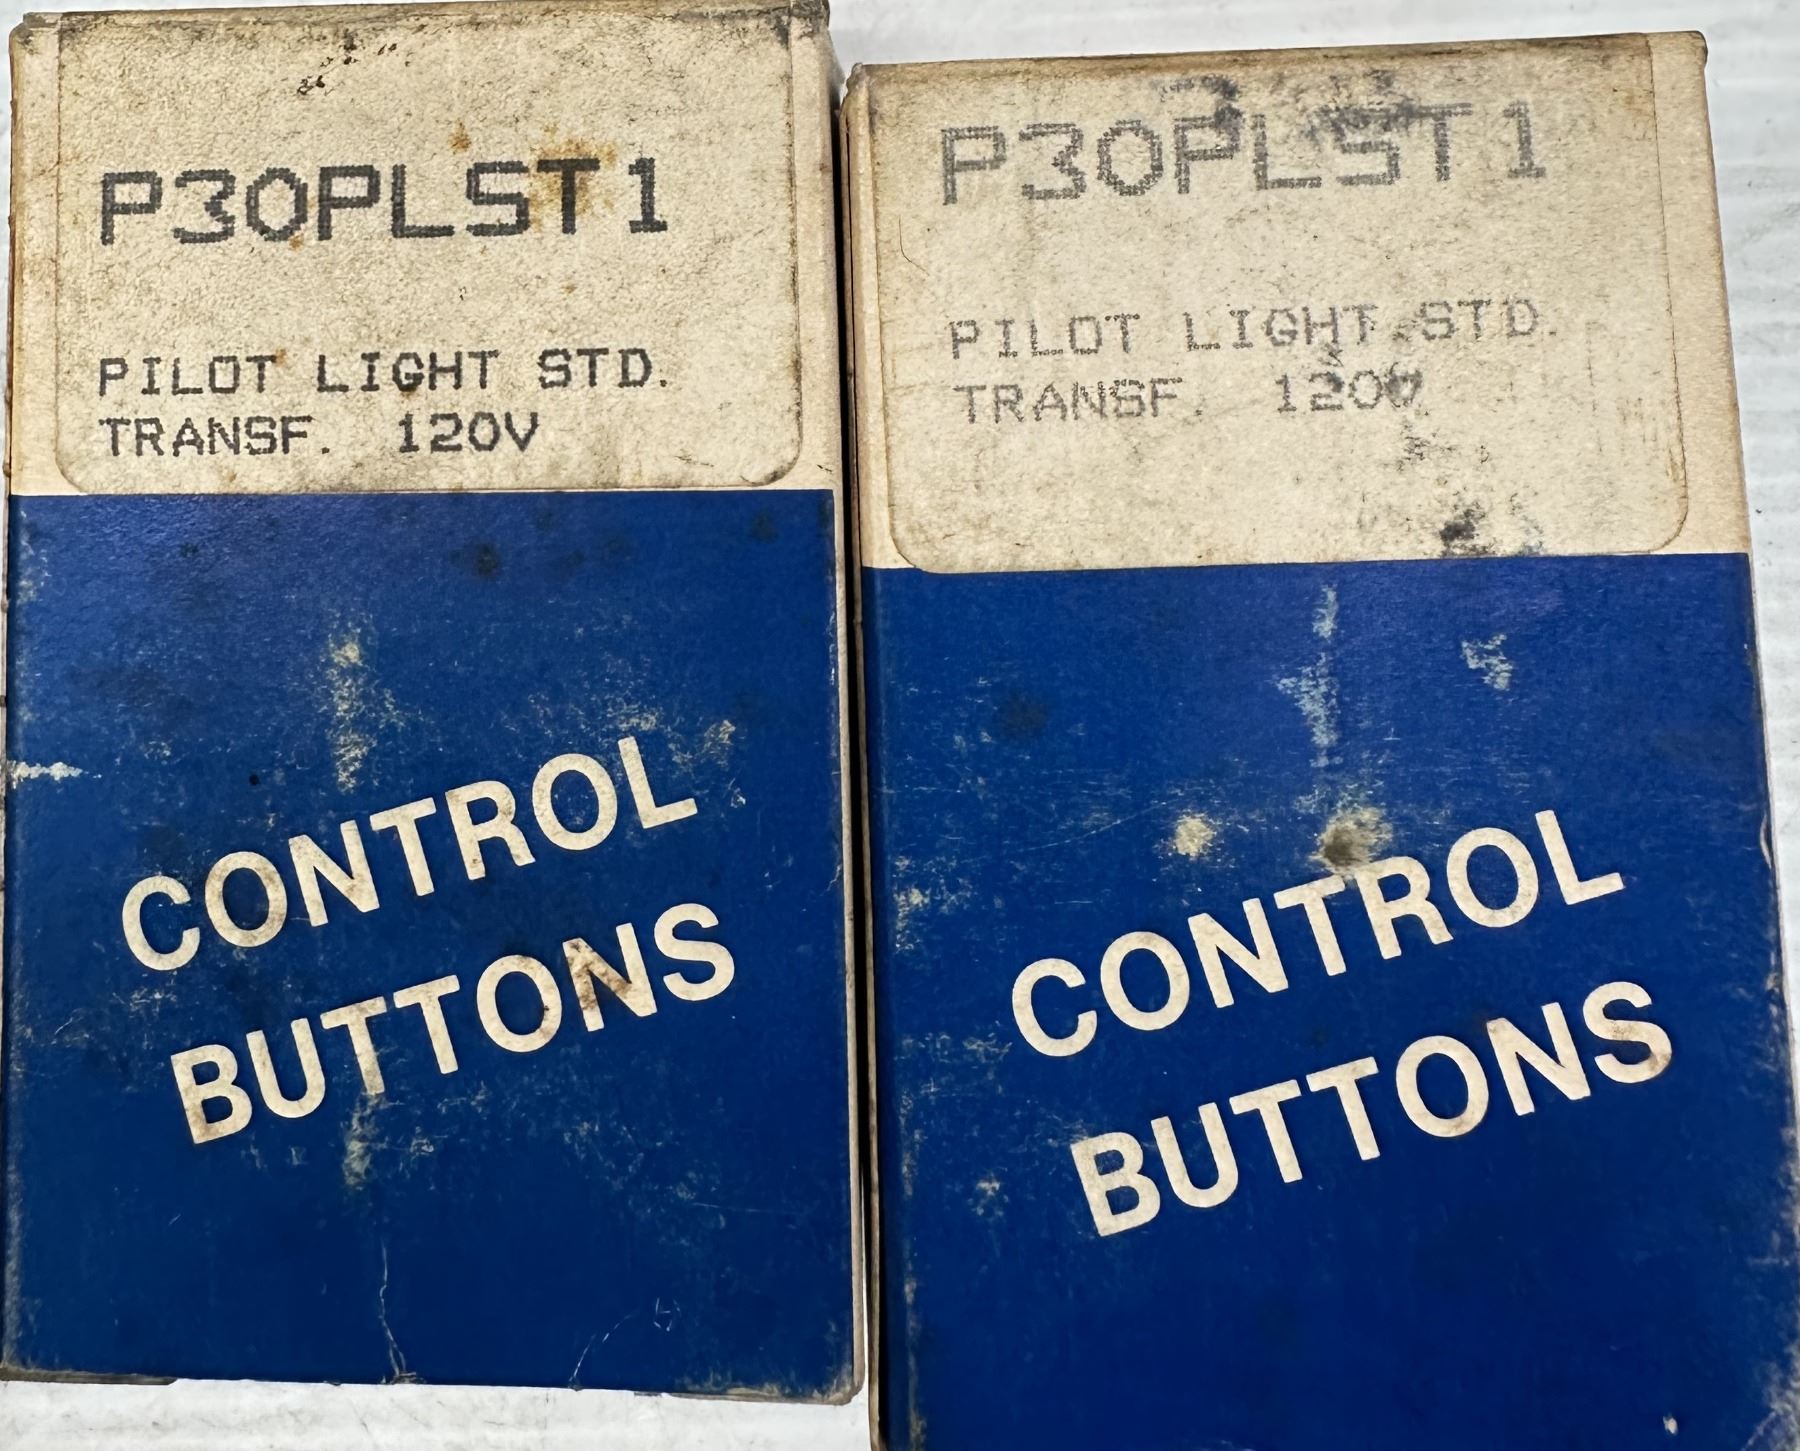 P30PLST1
PILOT LIGHT STD.
TRANSF. 120V
CONTROL
BUTTONS
P30PLST1
PILOT LIGHT STD.
TRANSF. 120V
CONTROL
BUTTONS